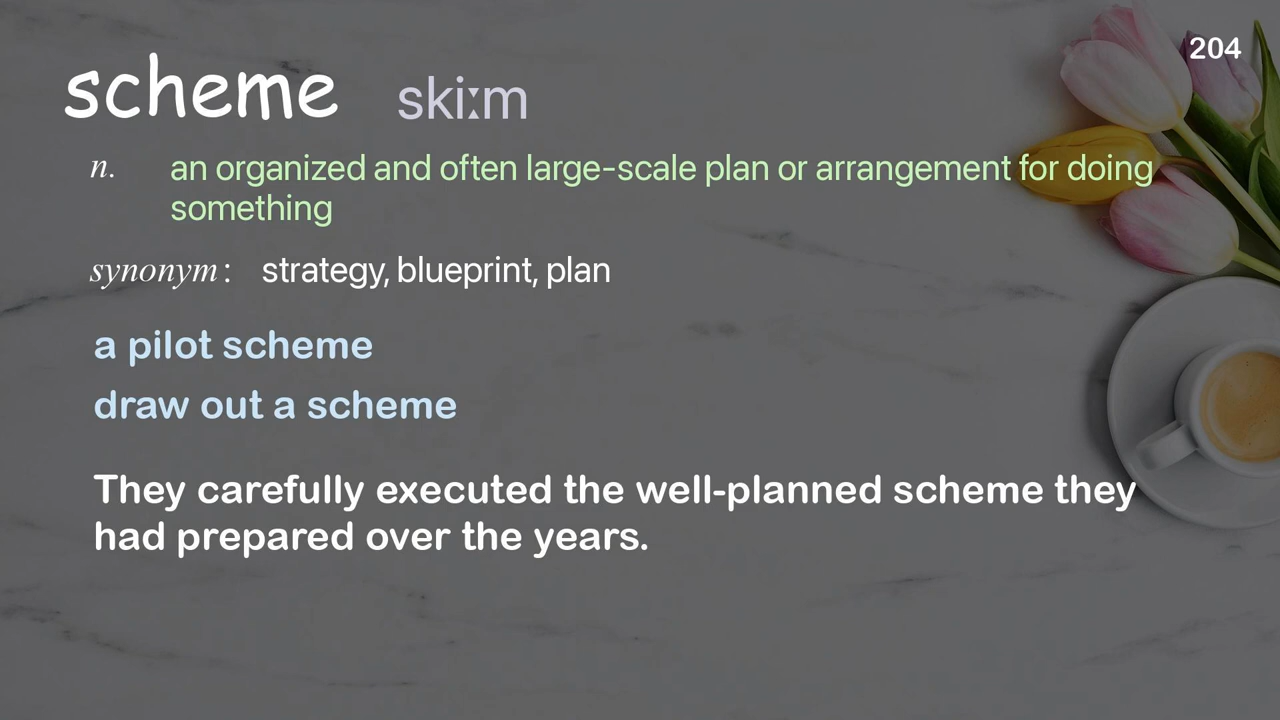 204
scheme skiːm
n. an organized and often large-scale plan or arrangement for doing
something
synonym: strategy, blueprint, plan
a pilot scheme
draw out a scheme
They carefully executed the well-planned scheme they
had prepared over the years.